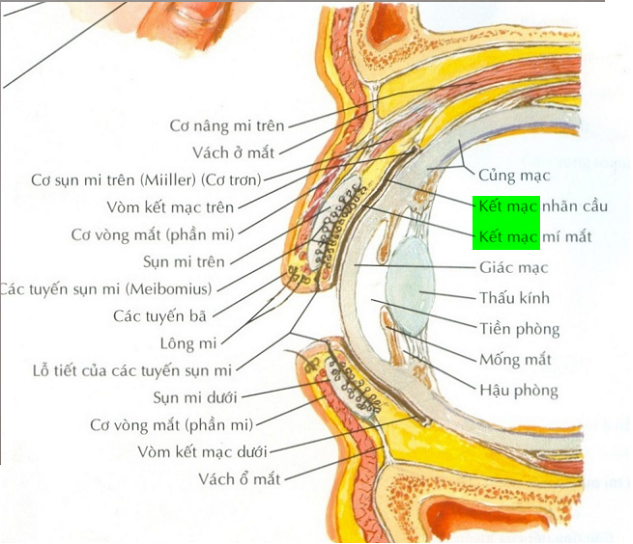 Cơ nâng mi trên
Vách ở mắt
Cơ sụn mi trên (Miiller) (Cơ trơn)
Vòm kết mạc trên
Cơ vòng mắt (phần mi)
Sụn mi trên
Các tuyến sụn mi (Meibomius)
Các tuyến bã
Lông mi
Lỗ tiết của các tuyến sụn mi
Sụn mi dưới
Cơ vòng mắt (phần mi)
Vòm kết mạc dưới
Vách ổ mắt
Củng mạc
Kết mạc nhãn cầu
Kết mạc mí mắt
Giác mạc
Thấu kính
Tiền phòng
Mống mắt
Hậu phòng